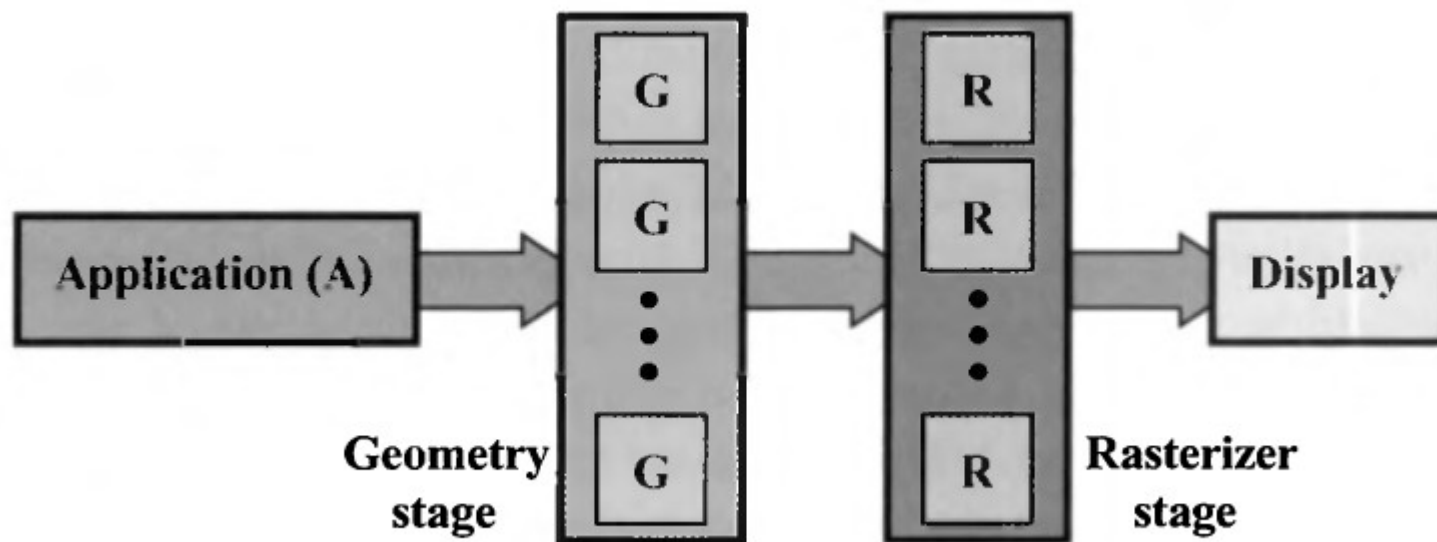 Application (A)
G
G
G
Geometry
stage
R
R
R
Rasterizer
stage
Display